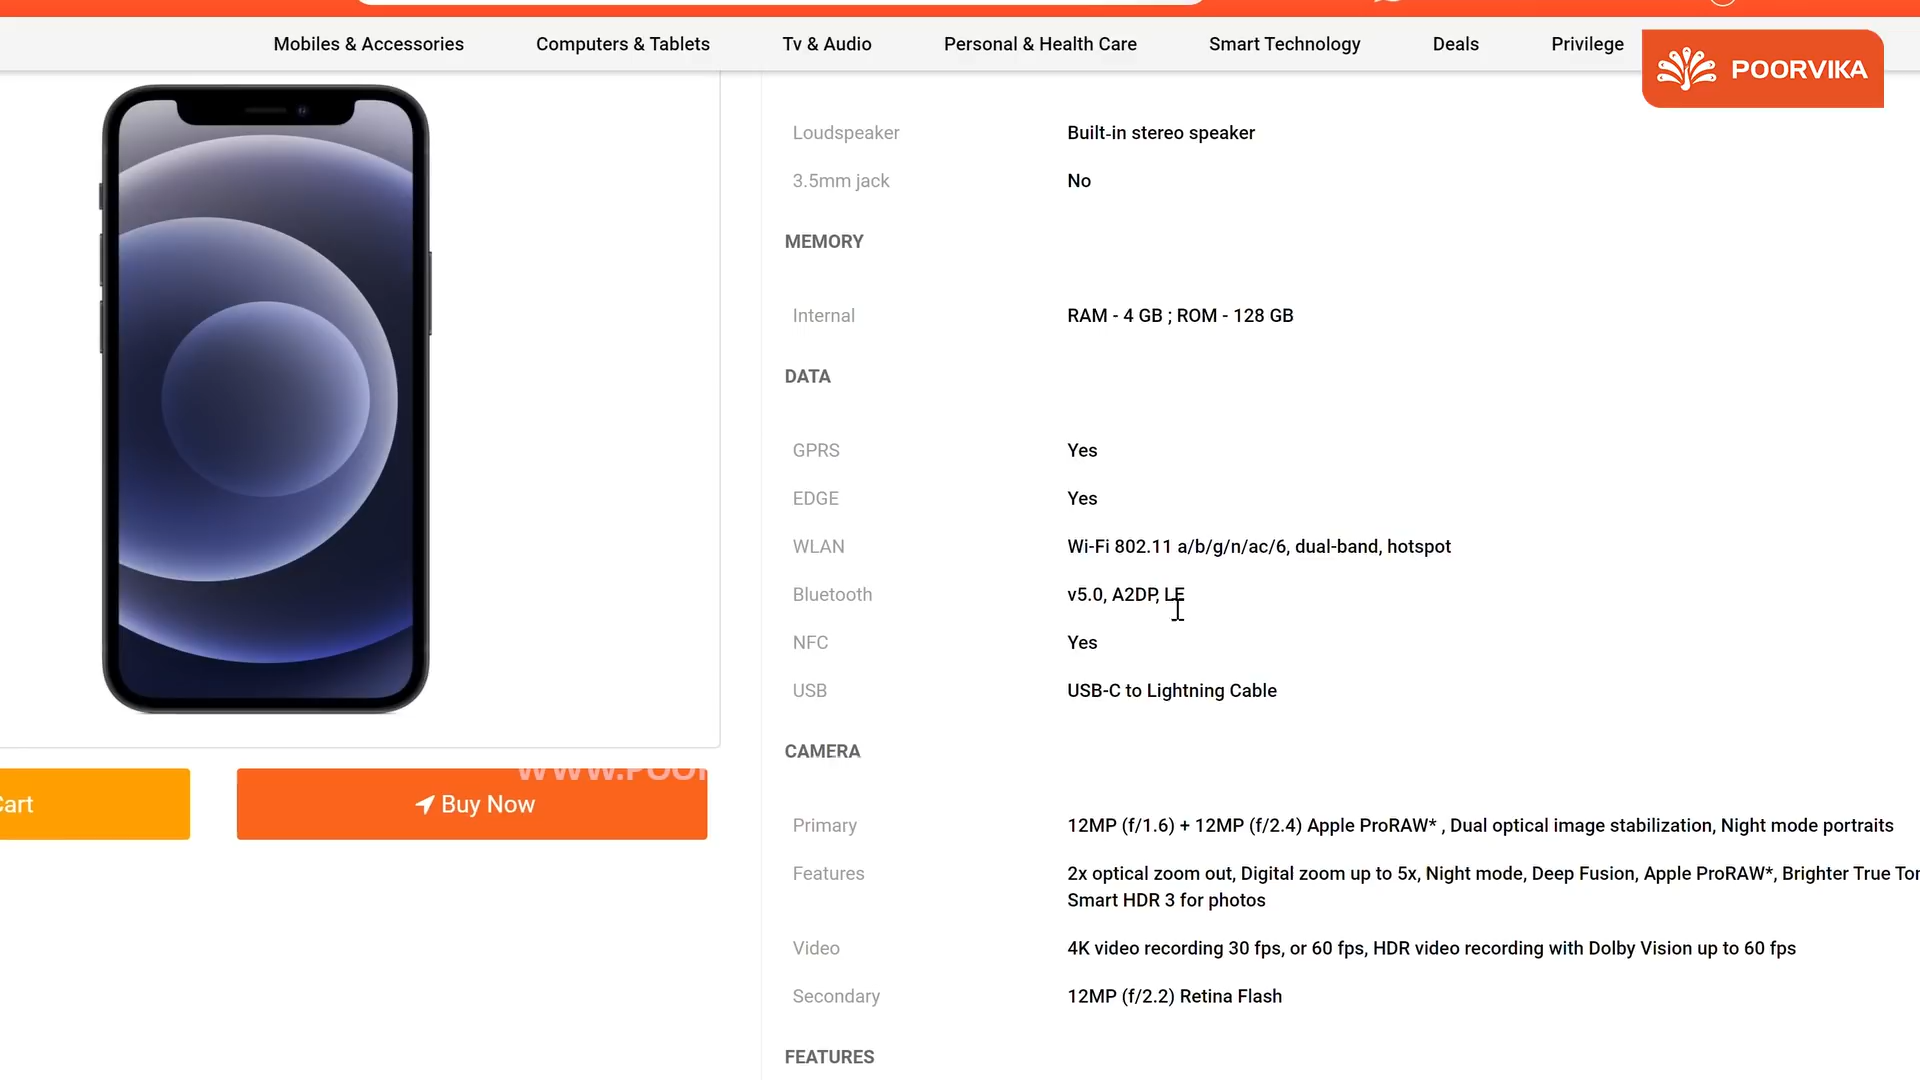 Mobiles & Accessories Computers & Tablets Tv & Audio Personal & Health Care Smart Technology Deals Privilege
POORVIKA
Loudspeaker Built-in stereo speaker
3.5mm jack No
MEMORY
Internal RAM - 4 GB ; ROM - 128 GB
DATA
GPRS Yes
EDGE Yes
WLAN Wi-Fi 802.11 a/b/g/n/ac/6, dual-band, hotspot
Bluetooth v5.0, A2DP, LE
NFC Yes
USB USB-C to Lightning Cable
CAMERA
Cart
Buy Now
Primary 12MP (f/1.6) + 12MP (f/2.4) Apple ProRAW* , Dual optical image stabilization, Night mode portraits
Features 2x optical zoom out, Digital zoom up to 5x, Night mode, Deep Fusion, Apple ProRAW*, Brighter True
Smart HDR 3 for photos
Video 4K video recording 30 fps, or 60 fps, HDR video recording with Dolby Vision up to 60 fps
Secondary 12MP (f/2.2) Retina Flash
FEATURES